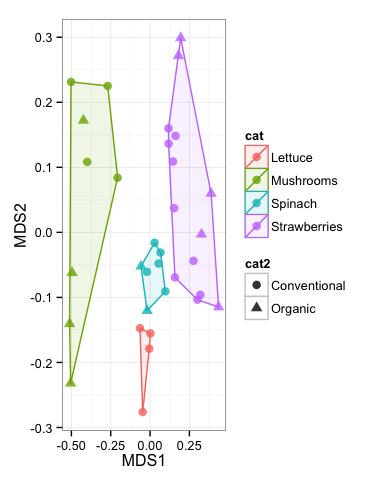 0.3
0.2
0.1
0.0
-0.1
-0.2
-0.3
MDS2
-0.50 -0.25 0.00 0.25
MDS1
cat
Lettuce
Mushrooms
Spinach
Strawberries
cat2
Conventional
Organic